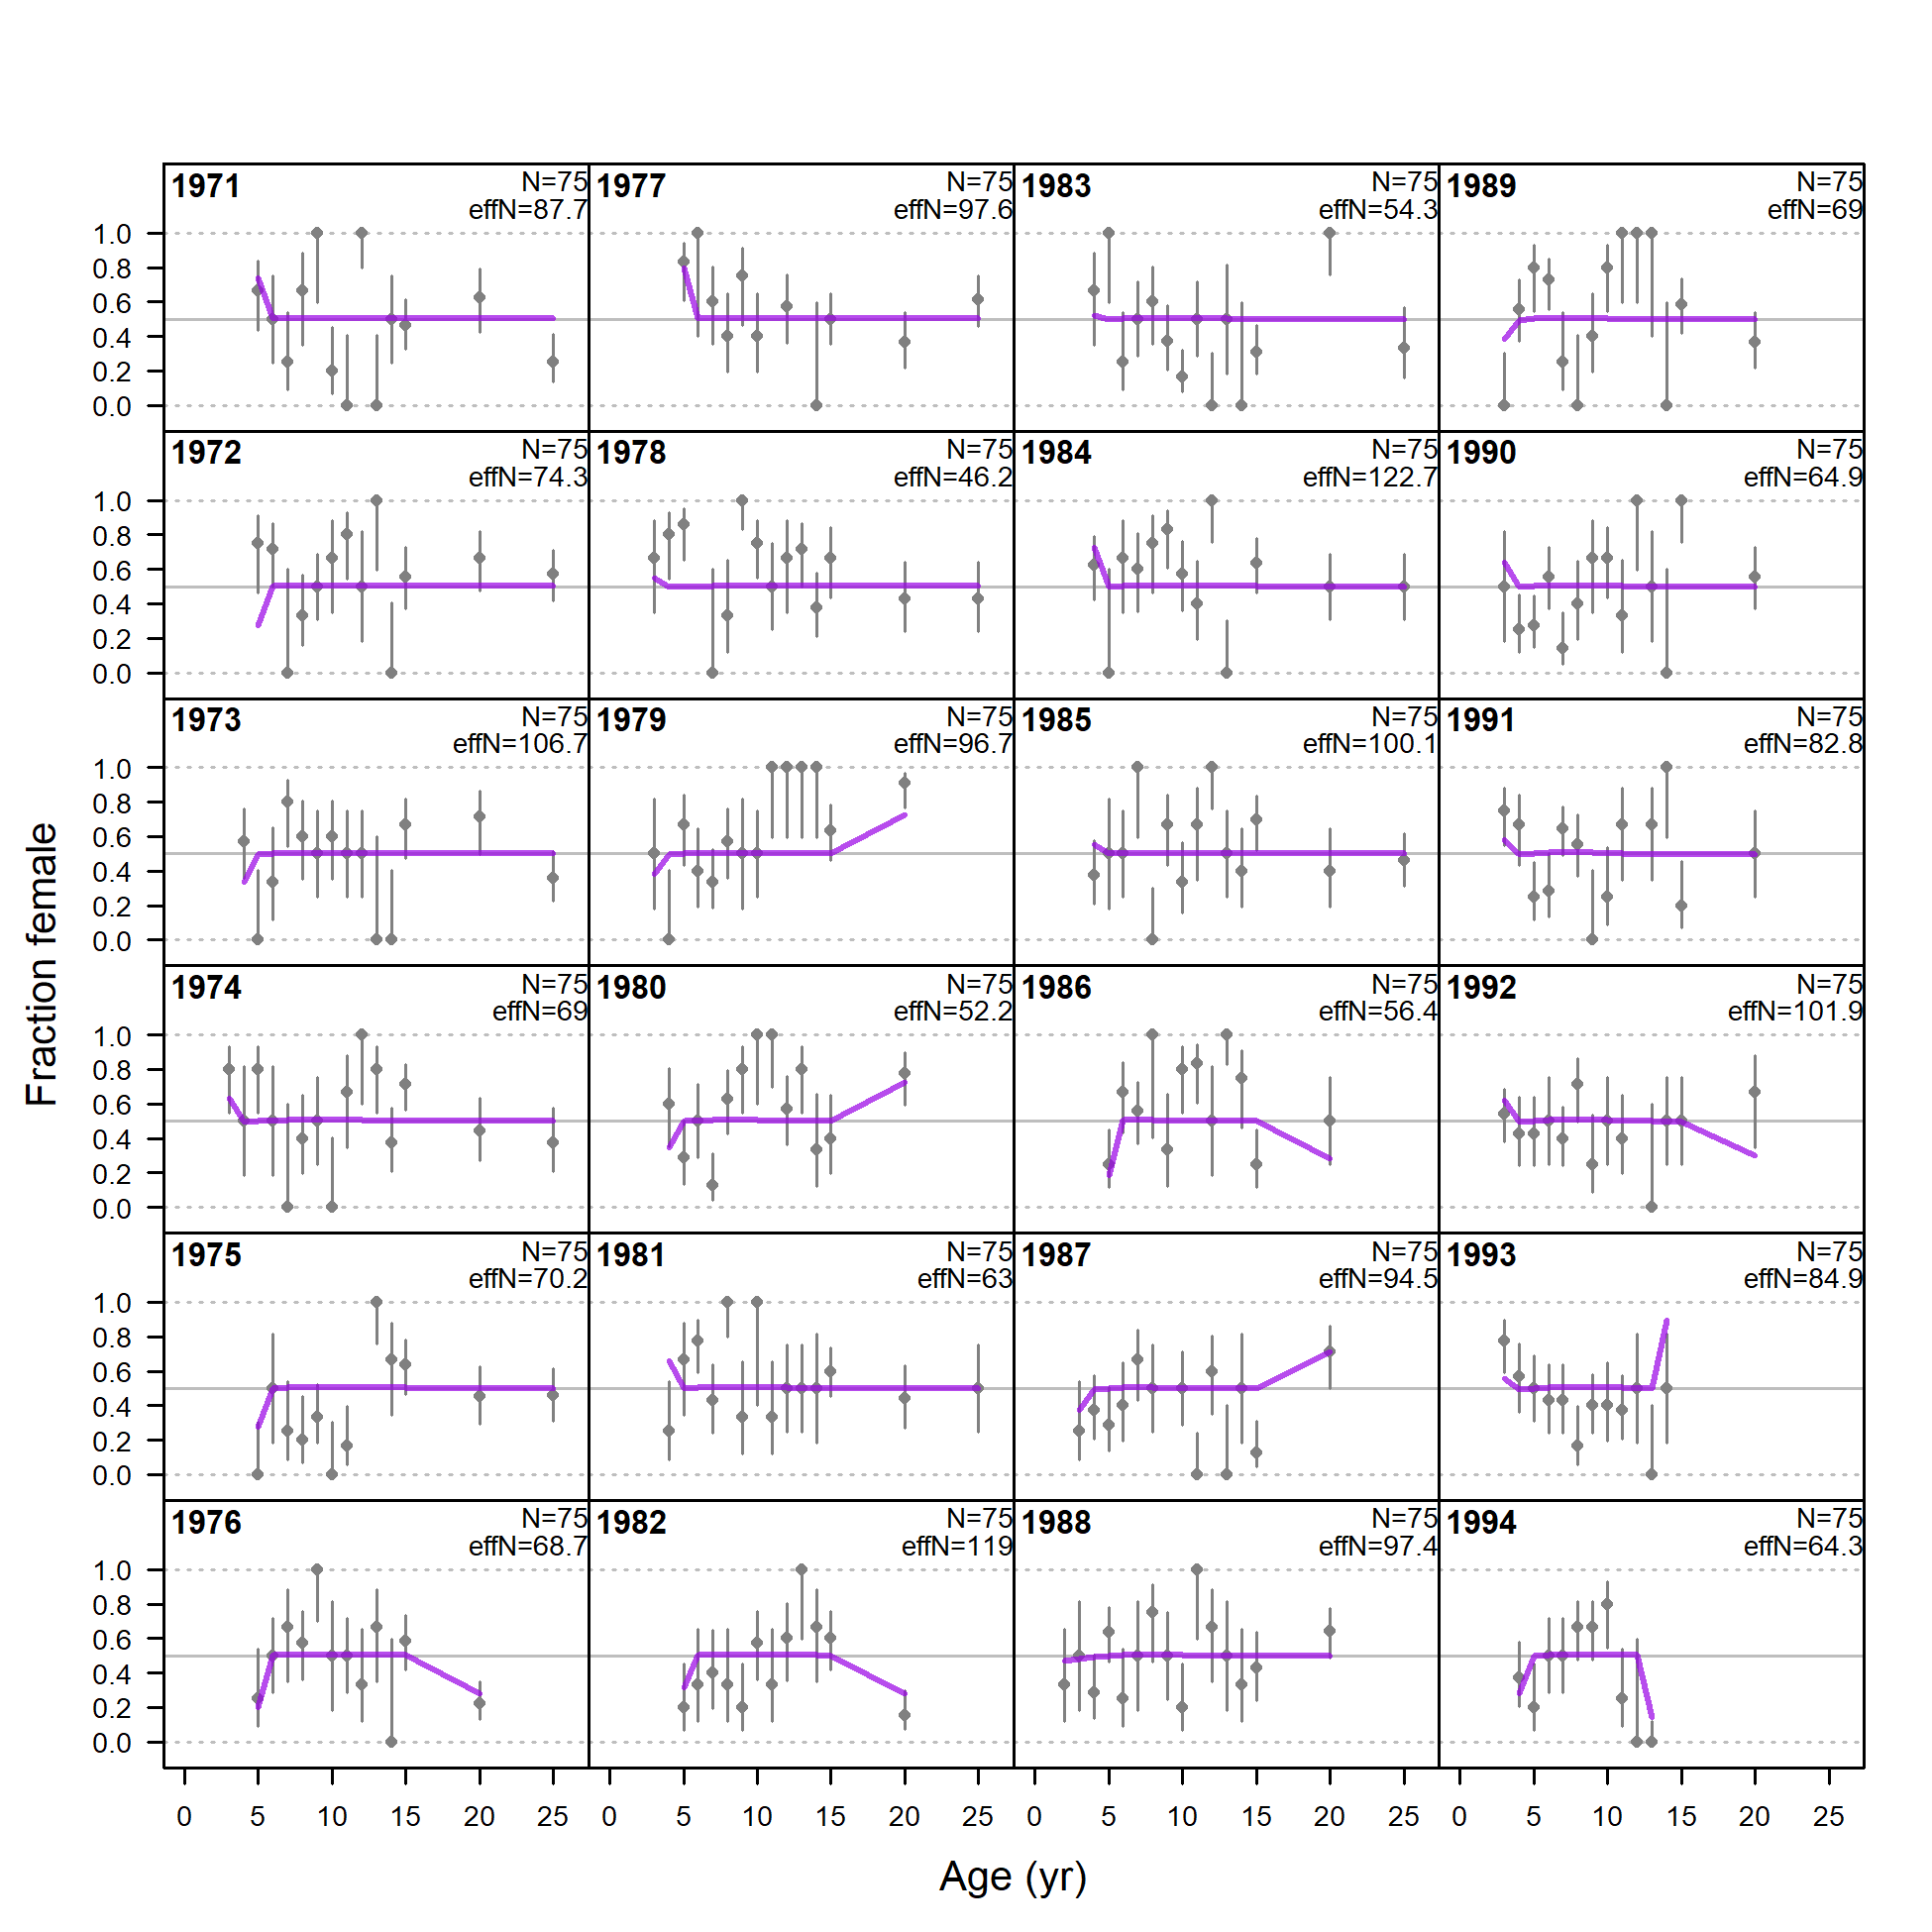 1971 N=75 1977 N=75 1983 N=75 1989 N=75
effN=87.7 effN=97.6 effN=54.3 effN=69
1.0
0.8
0.6
0.4
0.2
0.0
1972 N=75 1978 N=75 1984 N=75 1990 N=75
effN=74.3 effN=46.2 effN=122.7 effN=64.9
1.0
0.8
0.6
0.4
0.2
0.0
1973 N=75 1979 N=75 1985 N=75 1991 N=75
effN=106.7 effN=96.7 effN=100.1 effN=82.8
1.0
0.8
0.6
0.4
0.2
0.0
1974 N=75 1980 N=75 1986 N=75 1992 N=75
effN=69 effN=52.2 effN=56.4 effN=101.9
1.0
0.8
0.6
0.4
0.2
0.0
1975 N=75 1981 N=75 1987 N=75 1993 N=75
effN=70.2 effN=63 effN=94.5 effN=84.9
1.0
0.8
0.6
0.4
0.2
0.0
1976 N=75 1982 N=75 1988 N=75 1994 N=75
effN=68.7 effN=119 effN=97.4 effN=64.3
1.0
0.8
0.6
0.4
0.2
0.0
0 5 10 15 20 25 0 5 10 15 20 25 0 5 10 15 20 25 0 5 10 15 20 25
Age (yr)
Fraction female